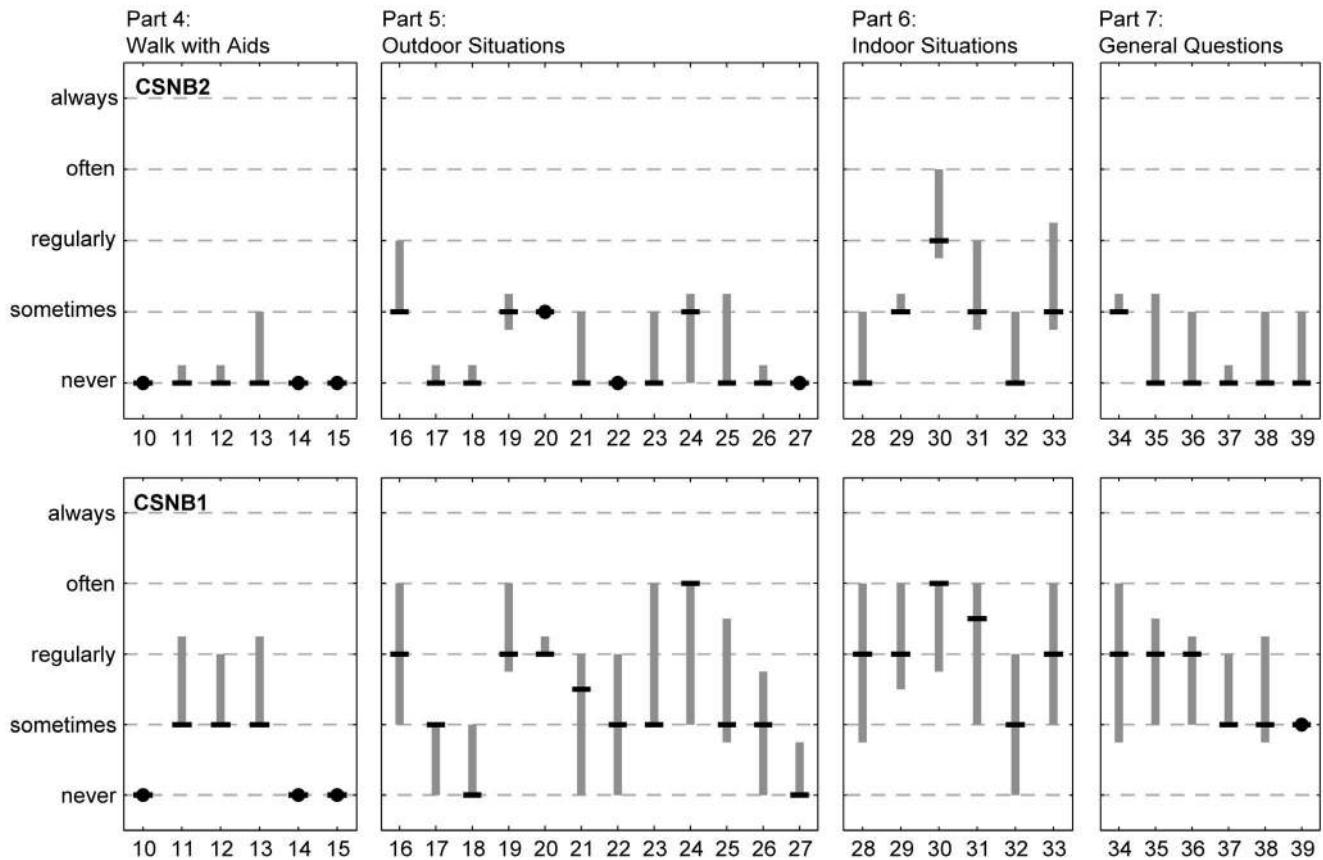 Part 4: Part 5: Part 6: Part 7:
Walk with Aids Outdoor Situations Indoor Situations General Questions
CSNB2
always
often
regularly
sometimes
never
10 11 12 13 14 15 16 17 18 19 20 21 22 23 24 25 26 27 28 29 30 31 32 33 34 35 36 37 38 39
CSNB1
always
often
regularly
sometimes
never
10 11 12 13 14 15 16 17 18 19 20 21 22 23 24 25 26 27 28 29 30 31 32 33 34 35 36 37 38 39